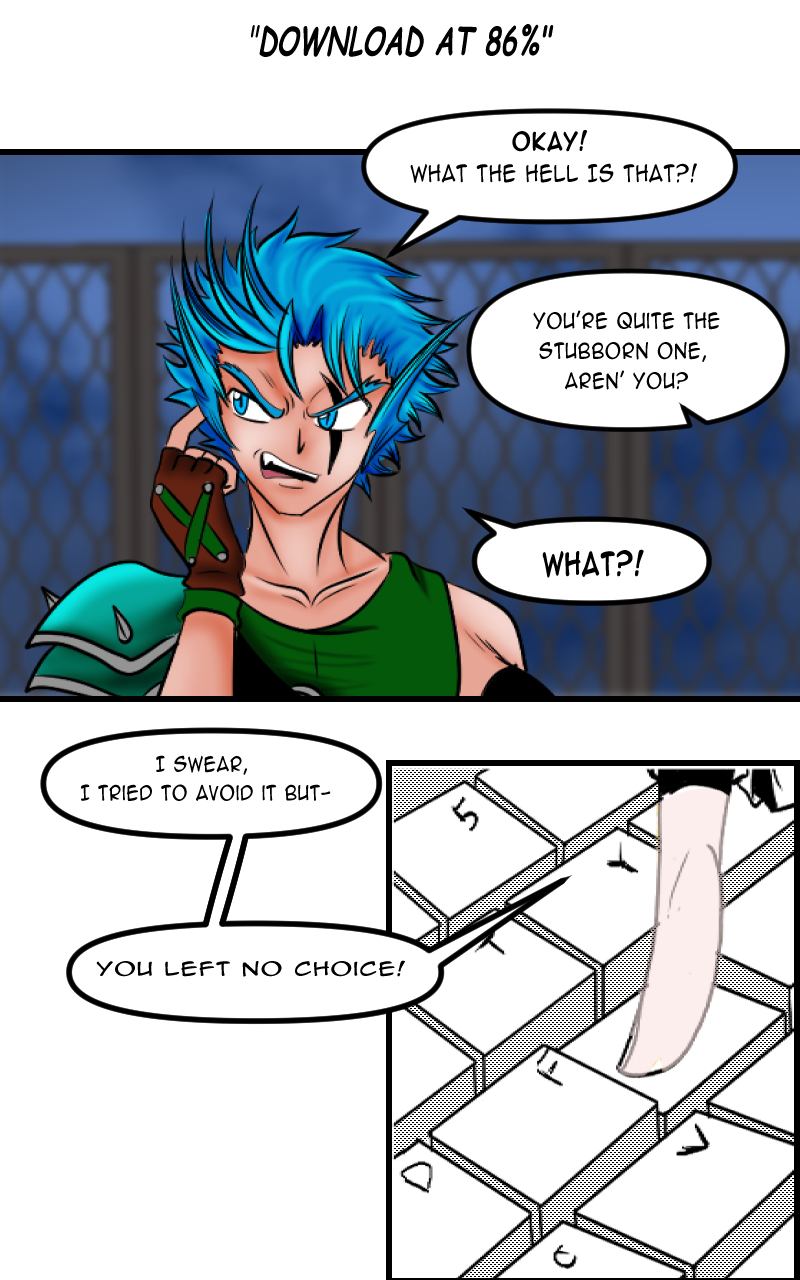 "DOWNLOAD AT 86%"
OKAY!
WHAT THE HELL IS THAT?!
YOU'RE QUITE THE
STUBBORN ONE,
AREN' YOU?
WHAT?!
I SWEAR,
I TRIED TO AVOID IT BUT-
YOU LEFT NO CHOICE!
5
Y
T
F
V
D
C